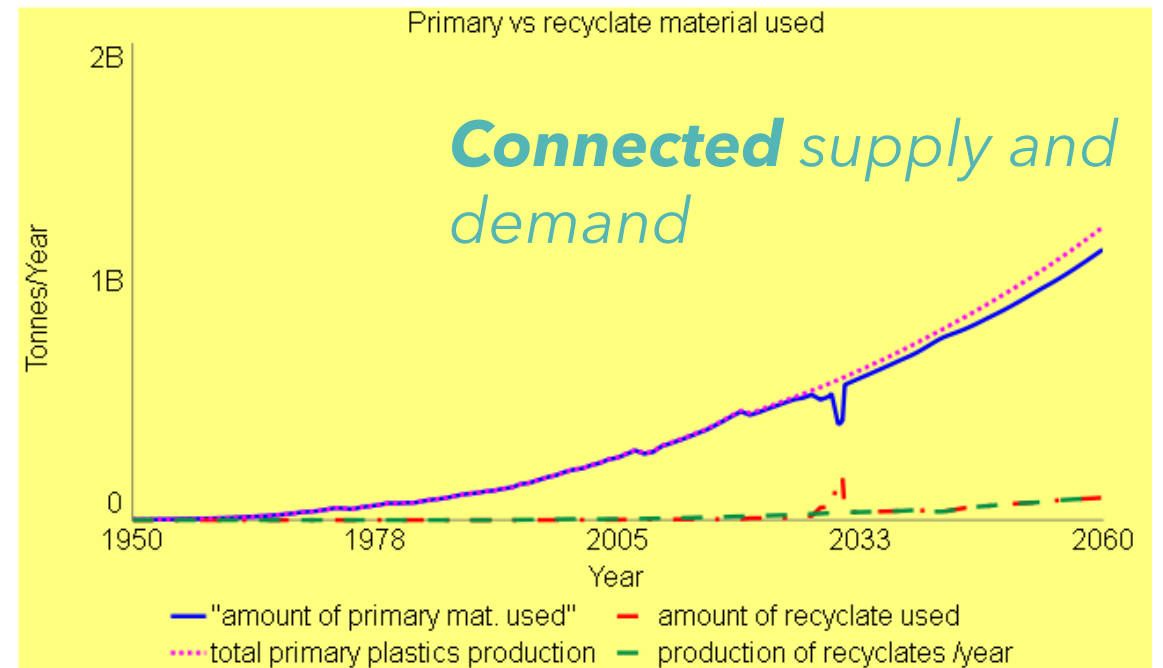 Primary vs recyclate material used
2B
Connected supply and
demand
1B
Tonnes/Year
0
1950 1978 2005 2033 2060
Year
"amount of primary mat. used" amount of recyclate used
total primary plastics production production of recyclates /year